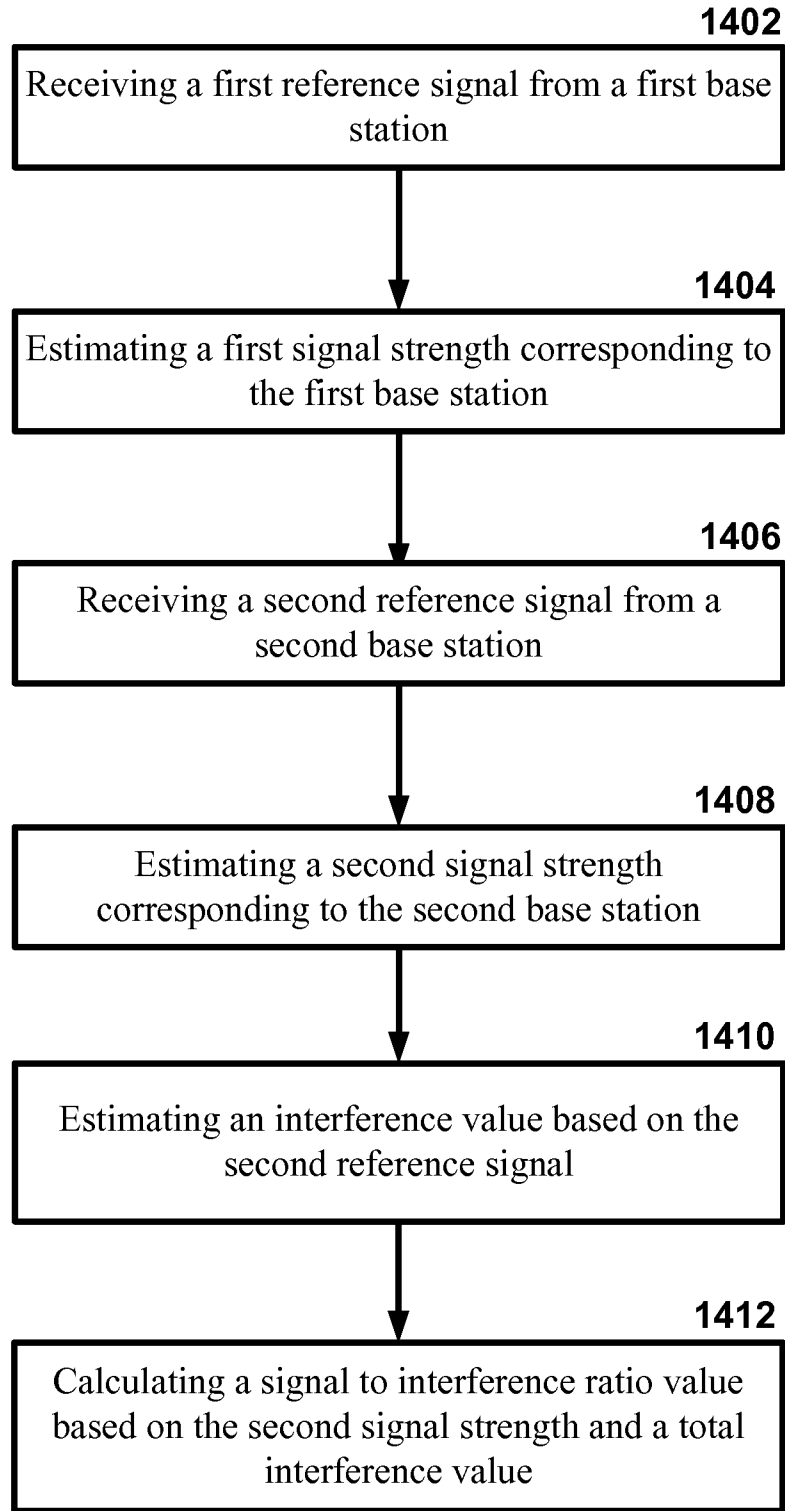 1402
Receiving a first reference signal from a first base
station
1404
Estimating a first signal strength corresponding to
the first base station
1406
Receiving a second reference signal from a
second base station
1408
Estimating a second signal strength
corresponding to the second base station
1410
Estimating an interference value based on the
second reference signal
1412
Calculating a signal to interference ratio value
based on the second signal strength and a total
interference value